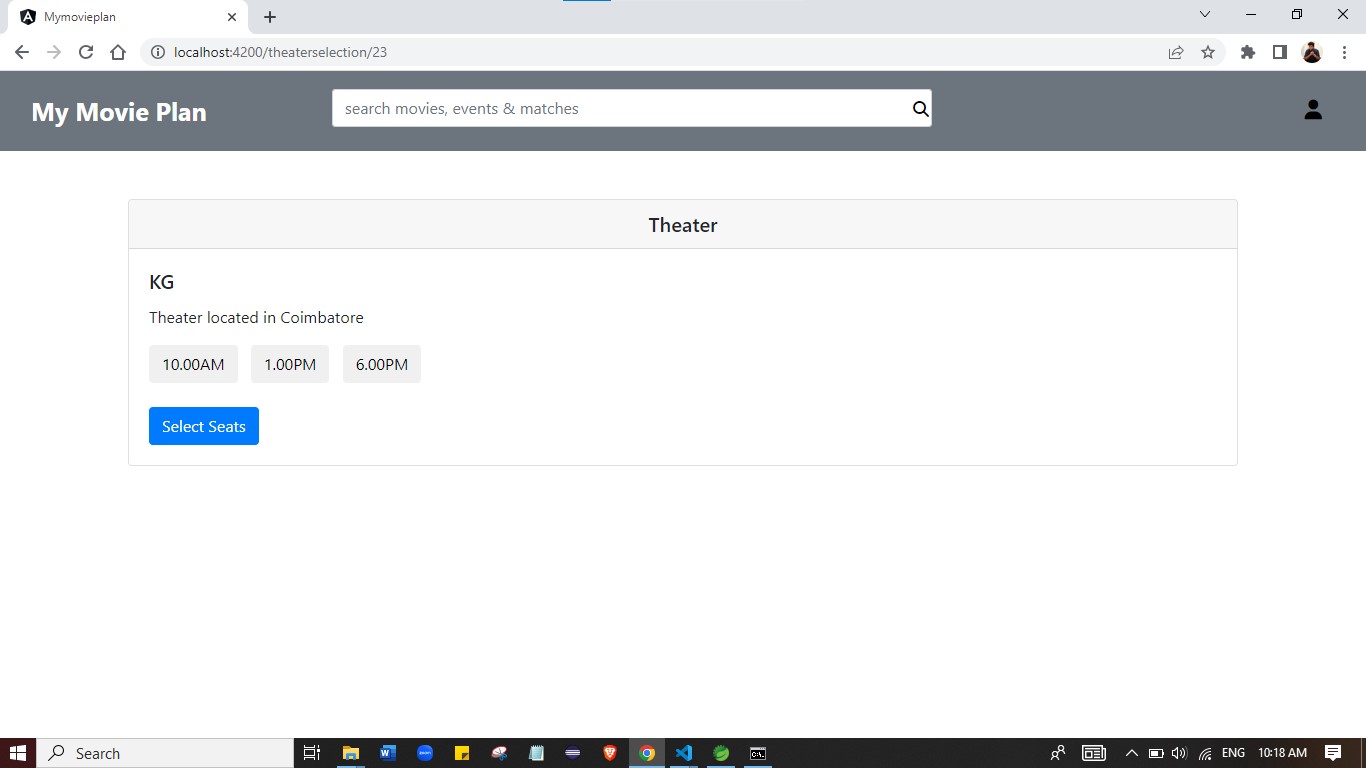 Mymovieplan
localhost:4200/theaterselection/23
My Movie Plan
search movies, events & matches
Theater
KG
Theater located in Coimbatore
10.00AM 1.00PM 6.00PM
Select Seats
Search
ENG 10:18 AM